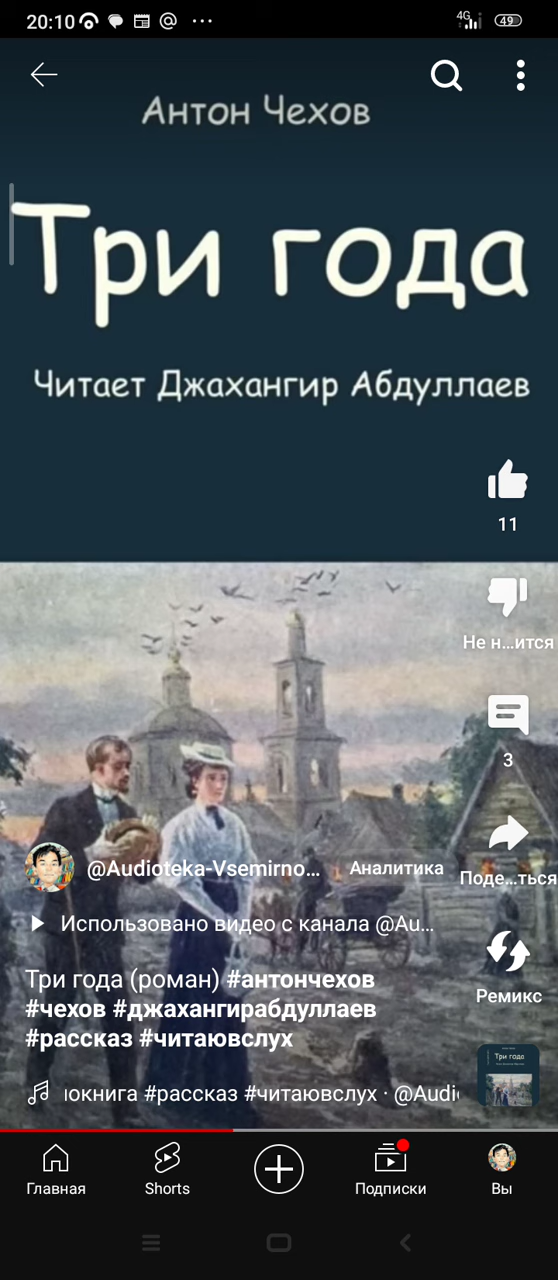 20:10
4G
49
Антон Чехов
Три года
Читает Джахангир Абдуллаев
11
Не н...ится
3
@Audioteka-Vsemirno...
Аналитика
Поде...ться
Использовано видео с канала @Au...
Три года (роман) #антончехов
#чехов #джахангирабдуллаев
#рассказ #читаювслух
Ремикс
юкнига #рассказ #читаювслух · @Audi
Главная
Shorts
Подписки
Вы